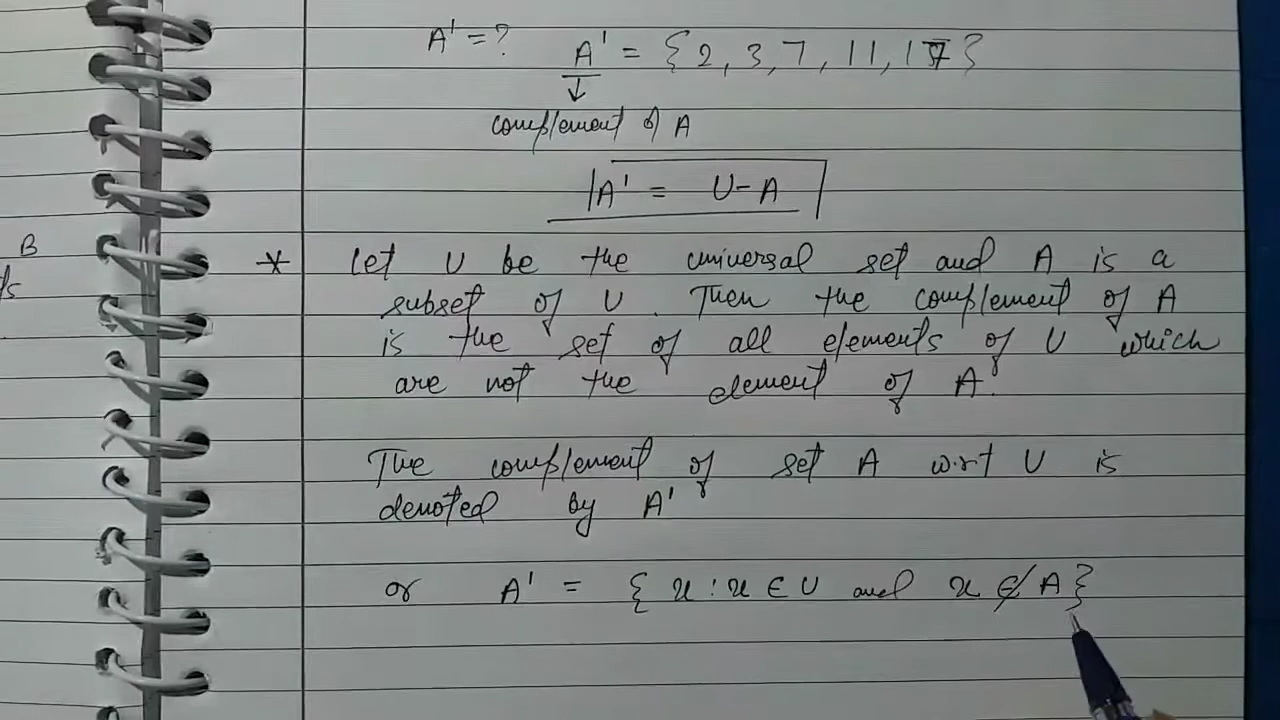 A' = ?
A' = {2, 3, 7, 11, 17}
↓
complement of A
A' = U - A
B
* Let U be the universal set and A is a
subset of U. Then the complement of A
is the set of all elements of U which
are not the element of A.
The complement of set A w.r.t U is
denoted by A'
or A' = { x : x ∈ U and x ∉ A }